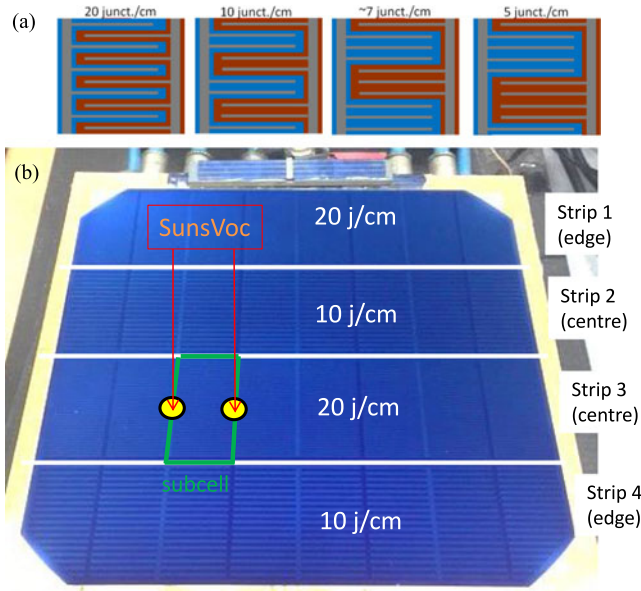 (a)
20 junct./cm
10 junct./cm
~7 junct./cm
5 junct./cm
(b)
20 j/cm
SunsVoc
Strip 1
(edge)
10 j/cm
Strip 2
(centre)
20 j/cm
Strip 3
(centre)
subcell
10 j/cm
Strip 4
(edge)